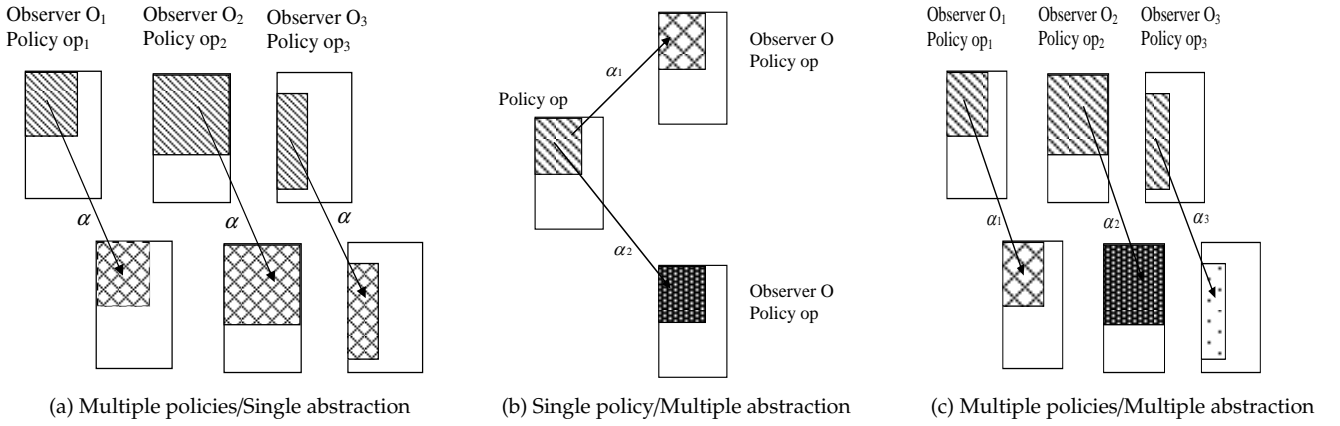 Observer O₁
Policy op₁
Observer O₂
Policy op₂
Observer O₃
Policy op₃
α
α
α
(a) Multiple policies/Single abstraction
Policy op
α₁
α₂
Observer O
Policy op
Observer O
Policy op
(b) Single policy/Multiple abstraction
Observer O₁
Policy op₁
Observer O₂
Policy op₂
Observer O₃
Policy op₃
α₁
α₂
α₃
(c) Multiple policies/Multiple abstraction